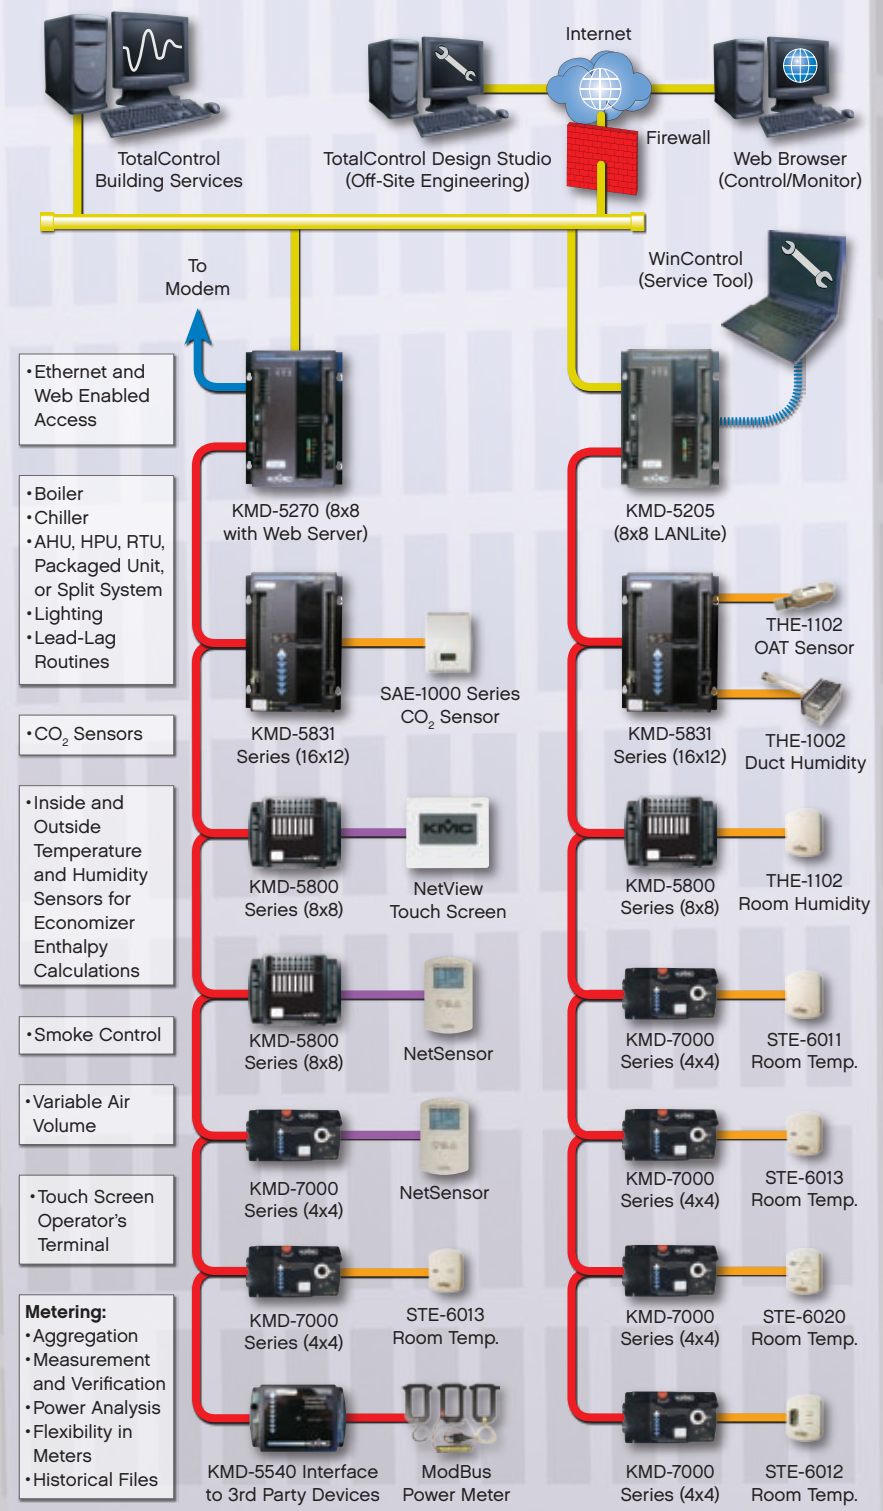 Internet
Firewall
TotalControl
Building Services
TotalControl Design Studio
(Off-Site Engineering)
Web Browser
(Control/Monitor)
To
Modem
WinControl
(Service Tool)
•Ethernet and
Web Enabled
Access
KMD-5270 (8x8
with Web Server)
KMD-5205
(8x8 LANLite)
•Boiler
•Chiller
•AHU, HPU, RTU,
Packaged Unit,
or Split System
•Lighting
•Lead-Lag
Routines
SAE-1000 Series
CO₂ Sensor
THE-1102
OAT Sensor
KMD-5831
Series (16x12)
KMD-5831
Series (16x12)
THE-1002
Duct Humidity
•CO₂ Sensors
•Inside and
Outside
Temperature
and Humidity
Sensors for
Economizer
Enthalpy
Calculations
KMC
KMD-5800
Series (8x8)
NetView
Touch Screen
KMD-5800
Series (8x8)
THE-1102
Room Humidity
•Smoke Control
KMD-5800
Series (8x8)
NetSensor
KMD-7000
Series (4x4)
STE-6011
Room Temp.
•Variable Air
Volume
•Touch Screen
Operator's
Terminal
KMD-7000
Series (4x4)
NetSensor
KMD-7000
Series (4x4)
STE-6013
Room Temp.
Metering:
•Aggregation
•Measurement
and Verification
•Power Analysis
•Flexibility in
Meters
•Historical Files
KMD-7000
Series (4x4)
STE-6013
Room Temp.
KMD-7000
Series (4x4)
STE-6020
Room Temp.
KMD-5540 Interface
to 3rd Party Devices
ModBus
Power Meter
KMD-7000
Series (4x4)
STE-6012
Room Temp.